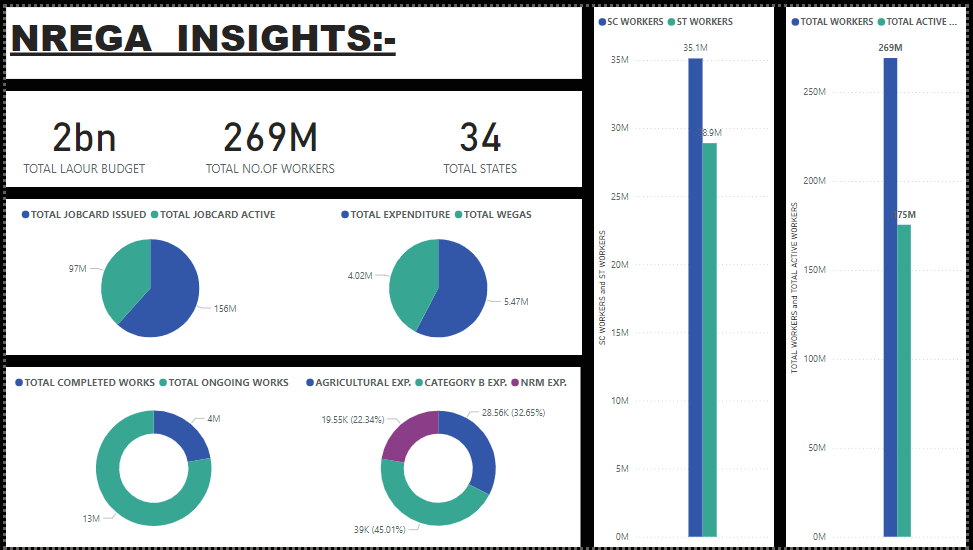 NREGA INSIGHTS:-
2bn
TOTAL LAOUR BUDGET
269M
TOTAL NO.OF WORKERS
34
TOTAL STATES
TOTAL JOBCARD ISSUED TOTAL JOBCARD ACTIVE
97M
156M
TOTAL EXPENDITURE TOTAL WEGAS
4.02M
5.47M
TOTAL COMPLETED WORKS TOTAL ONGOING WORKS
4M
13M
AGRICULTURAL EXP. CATEGORY B EXP. NRM EXP.
19.55K (22.34%)
28.56K (32.65%)
39K (45.01%)
SC WORKERS ST WORKERS
35.1M
8.9M
35M
30M
25M
20M
15M
10M
5M
0M
SC WORKERS and ST WORKERS
TOTAL WORKERS TOTAL ACTIVE ...
269M
75M
250M
200M
150M
100M
50M
0M
TOTAL WORKERS and TOTAL ACTIVE WORKERS